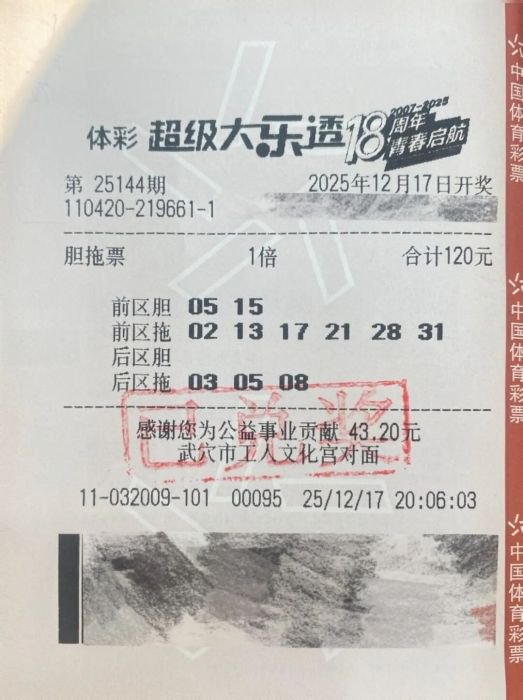 体彩 超级大乐透 18周年 2007-2025 青春启航
第 25144期 2025年12月17日开奖
110420-219661-1
胆拖票 1倍 合计120元
前区胆 05 15
前区拖 02 13 17 21 28 31
后区胆
后区拖 03 05 08
已兑奖
感谢您为公益事业贡献 43.20元
武穴市工人文化宫对面
11-032009-101 00095 25/12/17 20:06:03
中国体育彩票
中国体育彩票
中国体育彩票